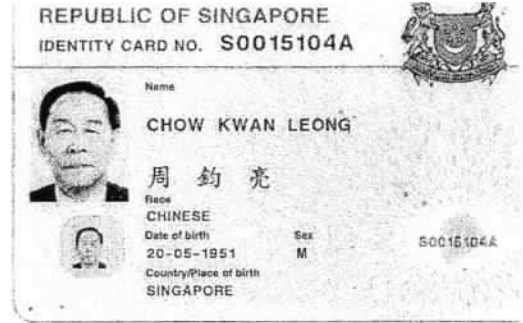 REPUBLIC OF SINGAPORE
IDENTITY CARD NO. S0015104A
Name
CHOW KWAN LEONG
周 鈞 亮
Race
CHINESE
Date of birth Sex
20-05-1951 M
S0015104A
Country/Place of birth
SINGAPORE